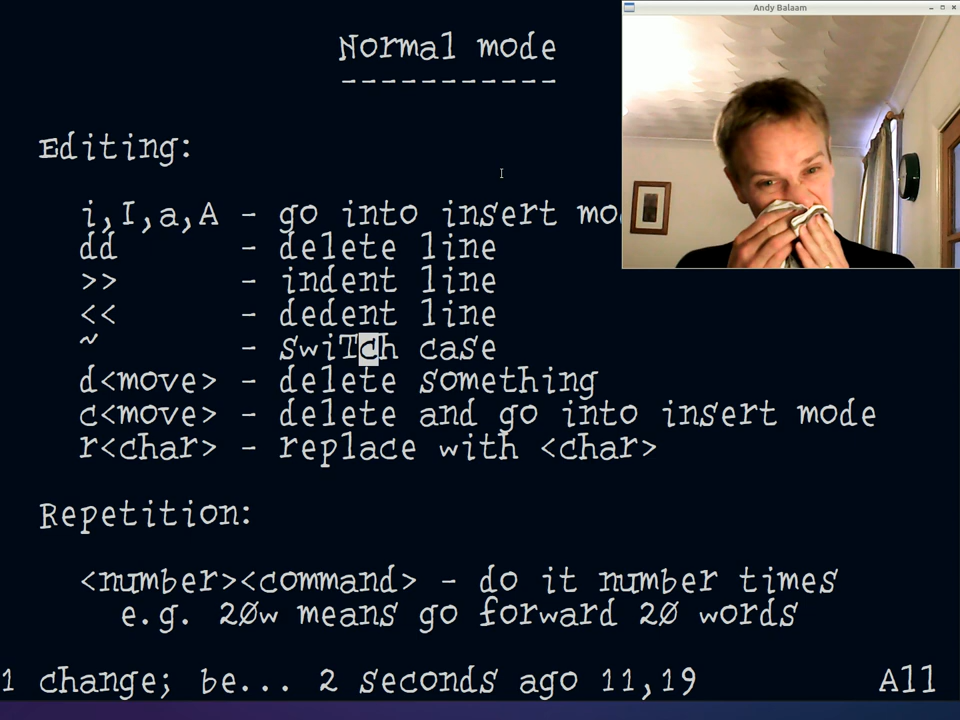 Andy Balaam
Normal mode
-----------
Editing:
i,I,a,A - go into insert mo
dd - delete line
>> - indent line
<< - dedent line
~ - swiTch case
d<move> - delete something
c<move> - delete and go into insert mode
r<char> - replace with <char>
Repetition:
<number><command> - do it number times
e.g. 20w means go forward 20 words
1 change; be... 2 seconds ago 11,19 All